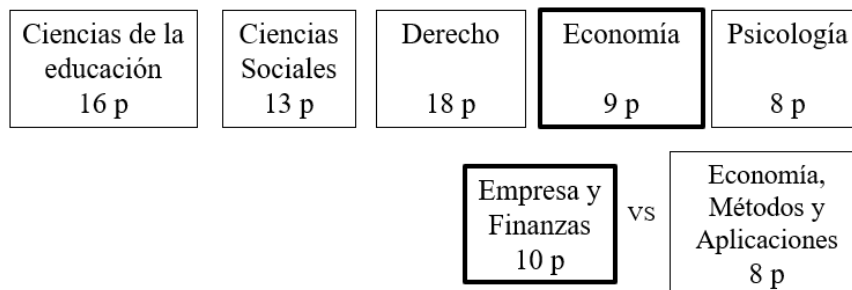 Ciencias de la
educación
16 p
Ciencias
Sociales
13 p
Derecho
18 p
Economía
9 p
Psicología
8 p
Empresa y
Finanzas
10 p
vs
Economía,
Métodos y
Aplicaciones
8 p